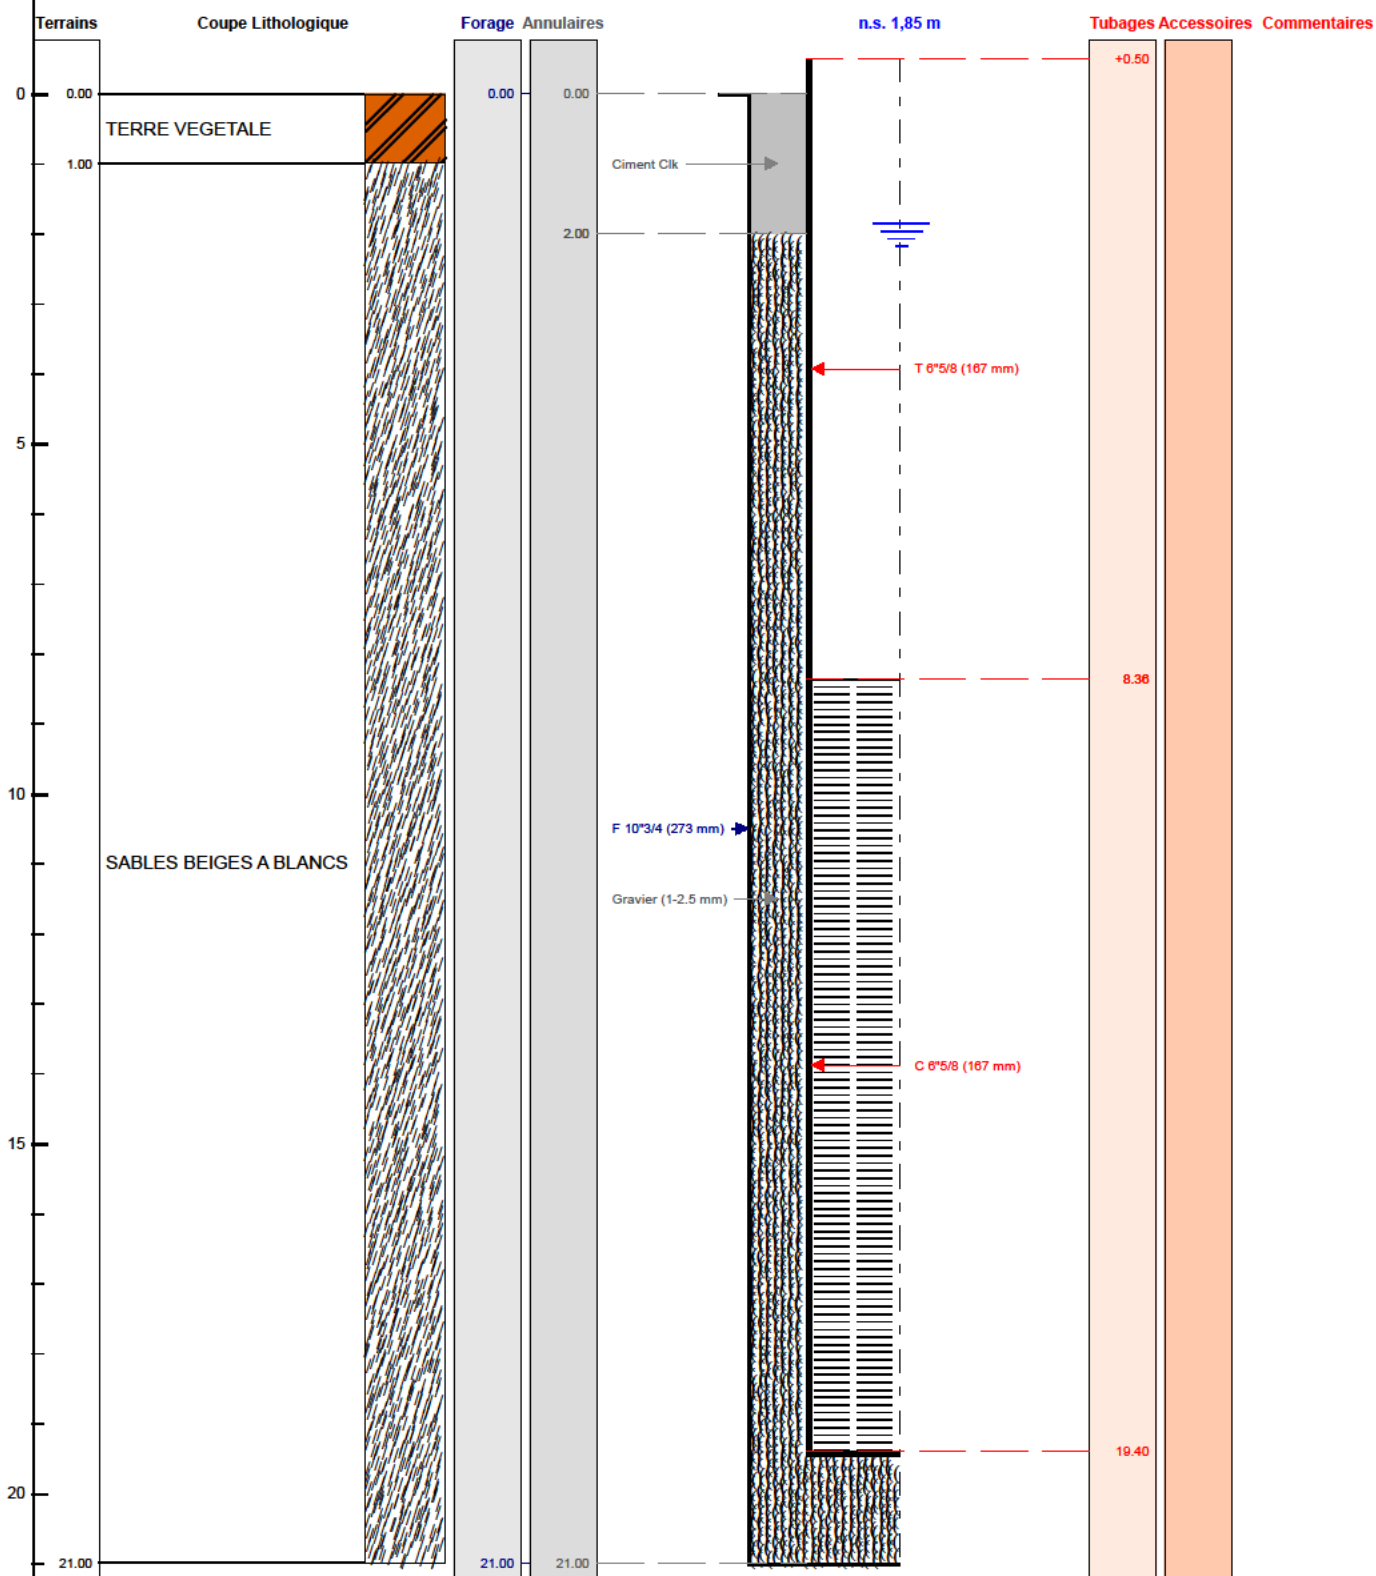 Terrains Coupe Lithologique Forage Annulaires n.s. 1,85 m Tubages Accessoires Commentaires
+0.50
0 0.00 0.00 0.00
TERRE VEGETALE
1.00 Ciment Clk
2.00
T 6"5/8 (167 mm)
5
8.36
10
F 10"3/4 (273 mm)
SABLES BEIGES A BLANCS
Gravier (1-2.5 mm)
C 6"5/8 (167 mm)
15
19.40
20
21.00 21.00 21.00